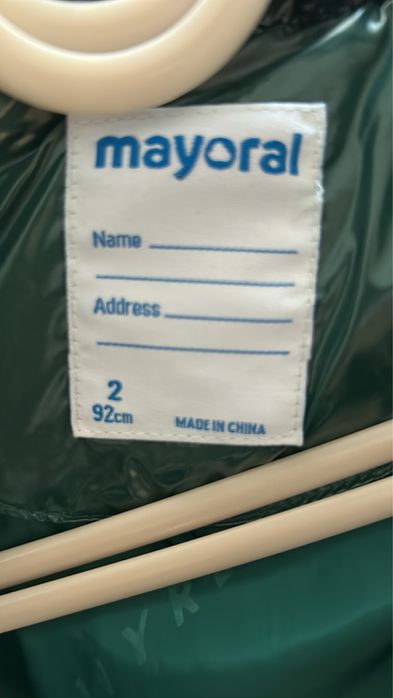 mayoral
Name
Address
2
92cm
MADE IN CHINA